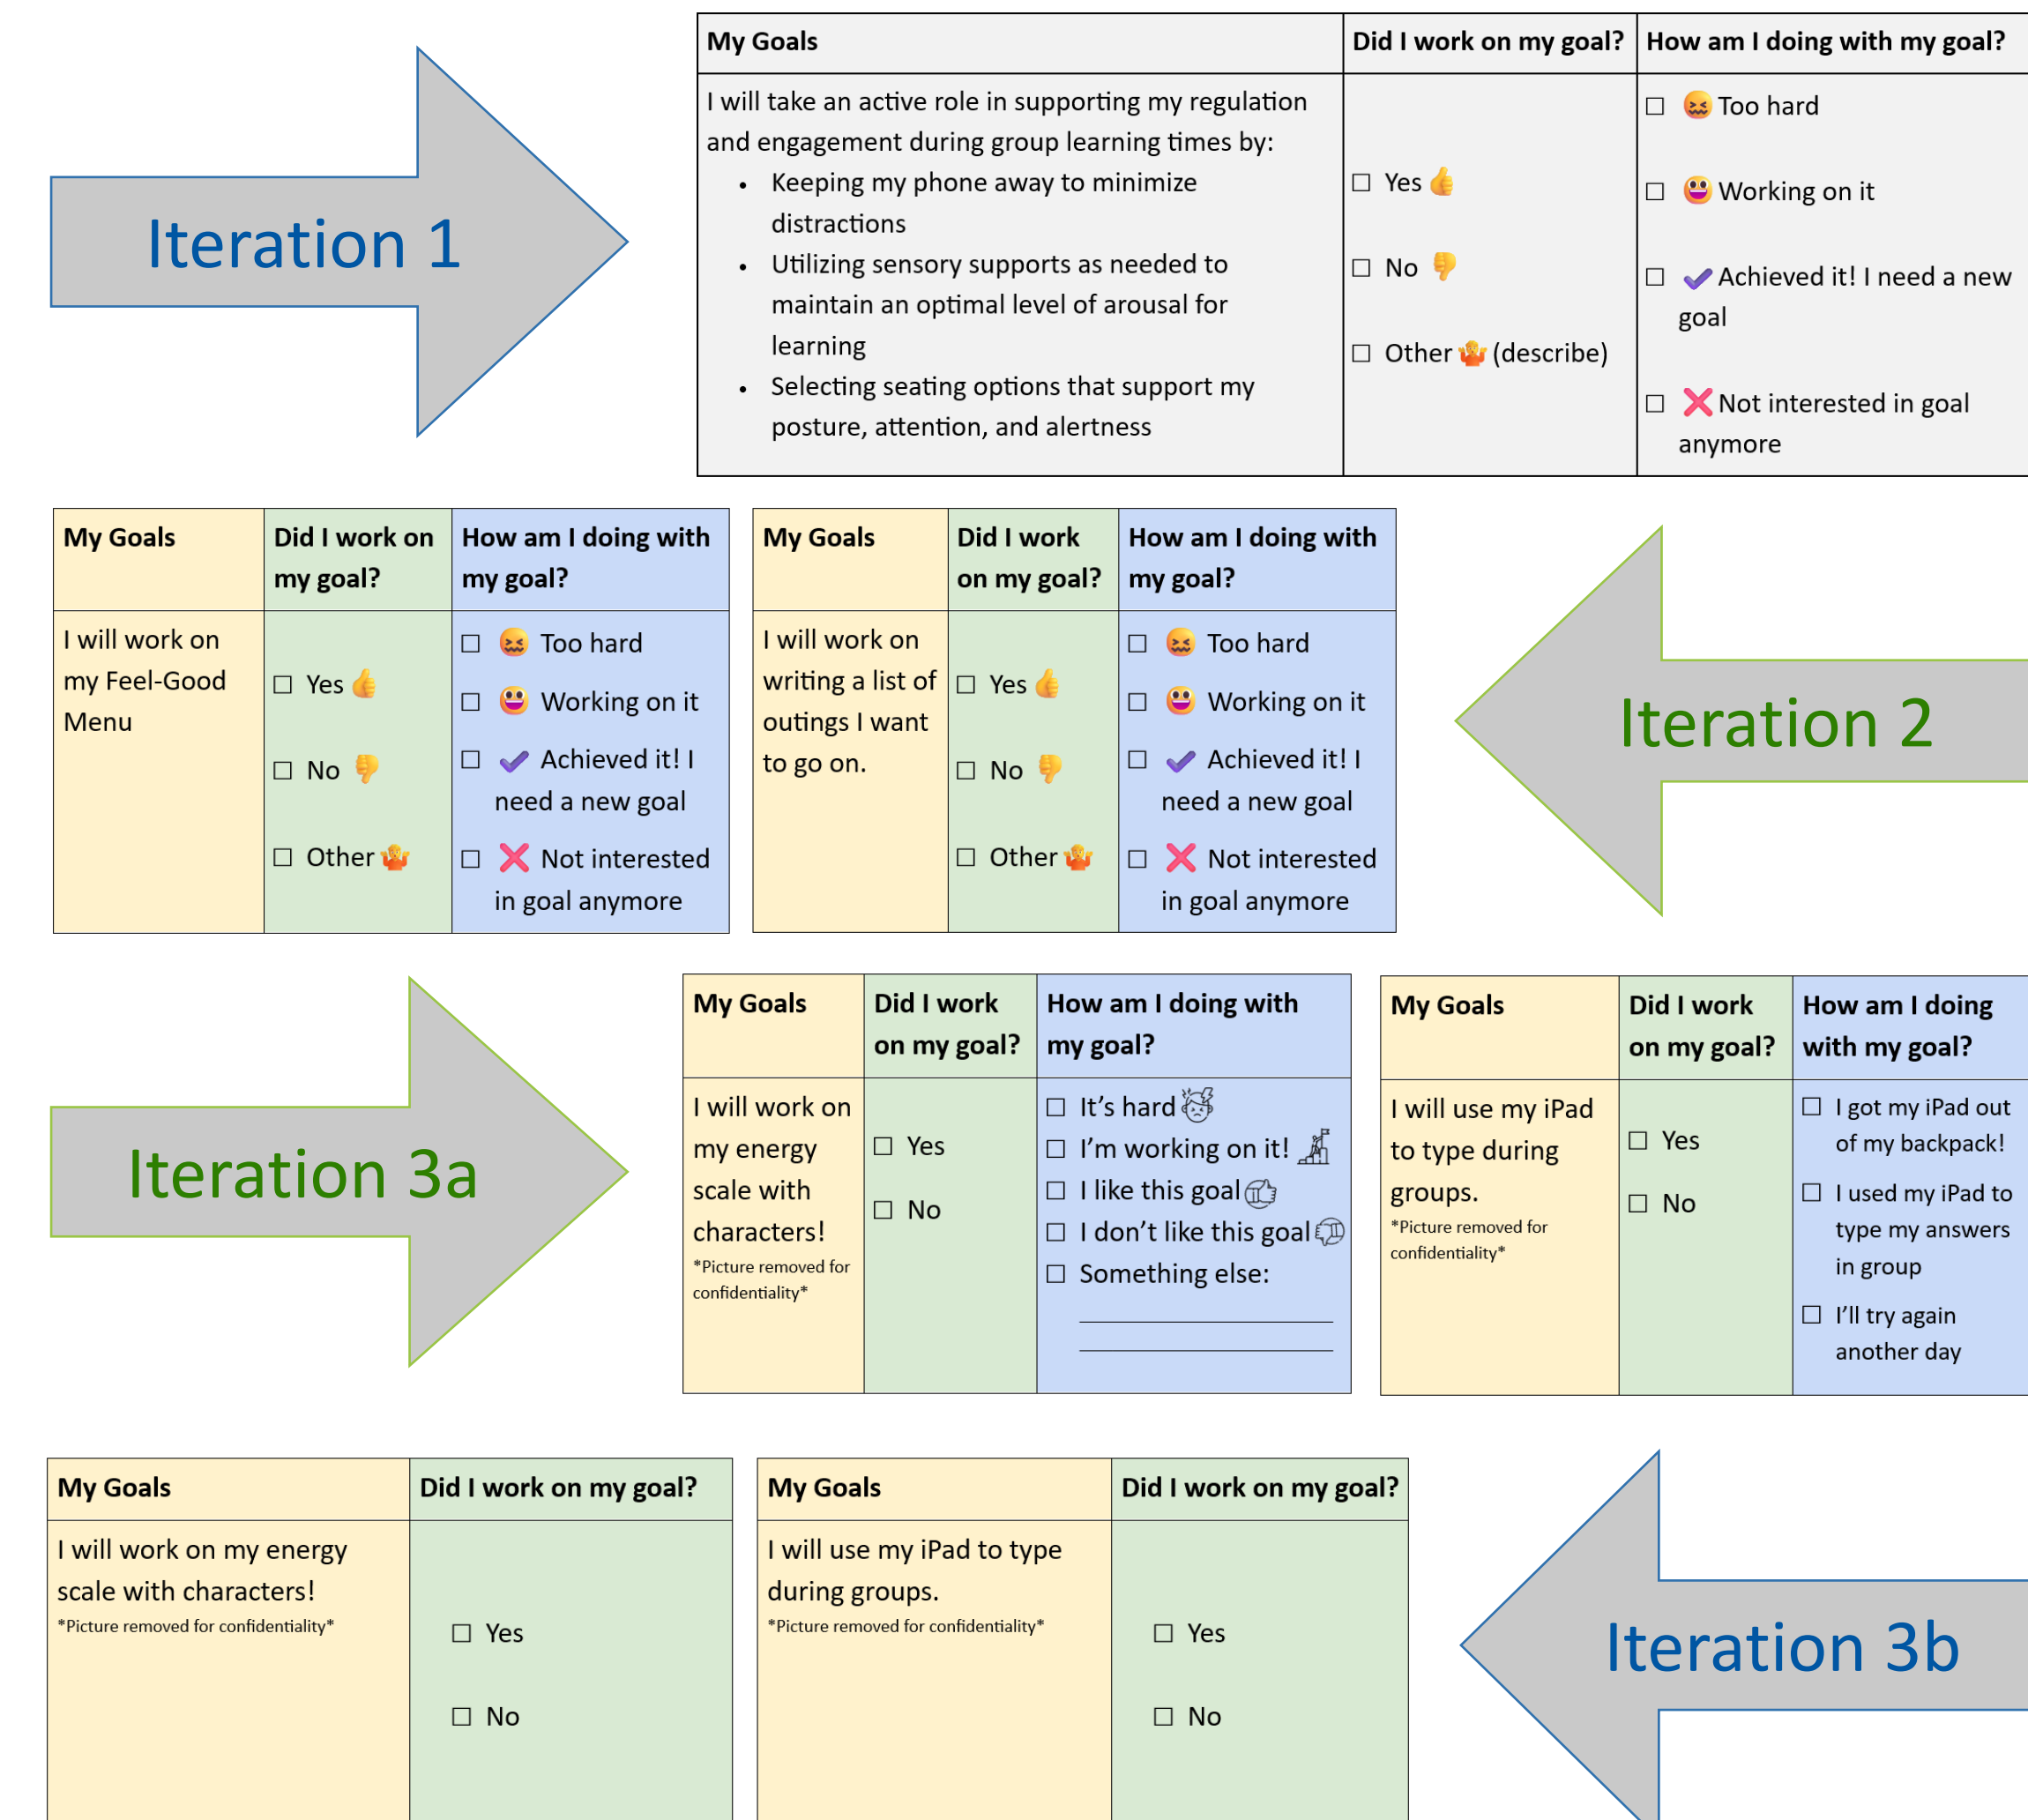 Iteration 1
My Goals
Did I work on my goal?
How am I doing with my goal?
I will take an active role in supporting my regulation
and engagement during group learning times by:
• Keeping my phone away to minimize
distractions
• Utilizing sensory supports as needed to
maintain an optimal level of arousal for
learning
• Selecting seating options that support my
posture, attention, and alertness
☐ Yes 👍
☐ No 👎
☐ Other 🤷 (describe)
☐ 😖 Too hard
☐ 😃 Working on it
☐ ✔ Achieved it! I need a new
goal
☐ ❌ Not interested in goal
anymore
My Goals
Did I work on
my goal?
How am I doing with
my goal?
I will work on
my Feel-Good
Menu
☐ Yes 👍
☐ No 👎
☐ Other 🤷
☐ 😖 Too hard
☐ 😃 Working on it
☐ ✔ Achieved it! I
need a new goal
☐ ❌ Not interested
in goal anymore
My Goals
Did I work
on my goal?
How am I doing with
my goal?
I will work on
writing a list of
outings I want
to go on.
☐ Yes 👍
☐ No 👎
☐ Other 🤷
☐ 😖 Too hard
☐ 😃 Working on it
☐ ✔ Achieved it! I
need a new goal
☐ ❌ Not interested
in goal anymore
Iteration 2
Iteration 3a
My Goals
Did I work
on my goal?
How am I doing with
my goal?
I will work on
my energy
scale with
characters!
*Picture removed for
confidentiality*
☐ Yes
☐ No
☐ It's hard
☐ I'm working on it!
☐ I like this goal
☐ I don't like this goal
☐ Something else:
My Goals
Did I work
on my goal?
How am I doing
with my goal?
I will use my iPad
to type during
groups.
*Picture removed for
confidentiality*
☐ Yes
☐ No
☐ I got my iPad out
of my backpack!
☐ I used my iPad to
type my answers
in group
☐ I'll try again
another day
My Goals
Did I work on my goal?
I will work on my energy
scale with characters!
*Picture removed for confidentiality*
☐ Yes
☐ No
My Goals
Did I work on my goal?
I will use my iPad to type
during groups.
*Picture removed for confidentiality*
☐ Yes
☐ No
Iteration 3b